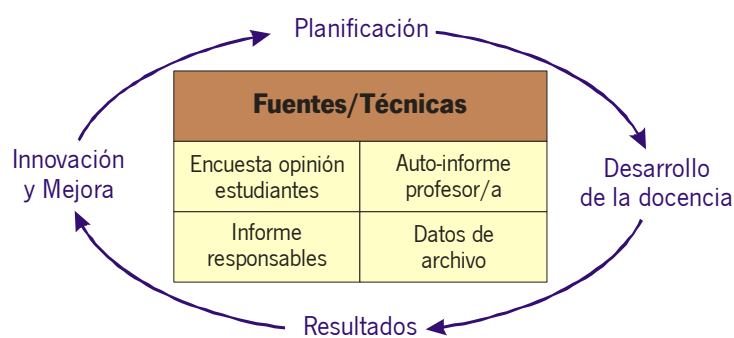 Planificación
Fuentes/Técnicas
Encuesta opinión
estudiantes
Auto-informe
profesor/a
Informe
responsables
Datos de
archivo
Innovación
y Mejora
Desarrollo
de la docencia
Resultados